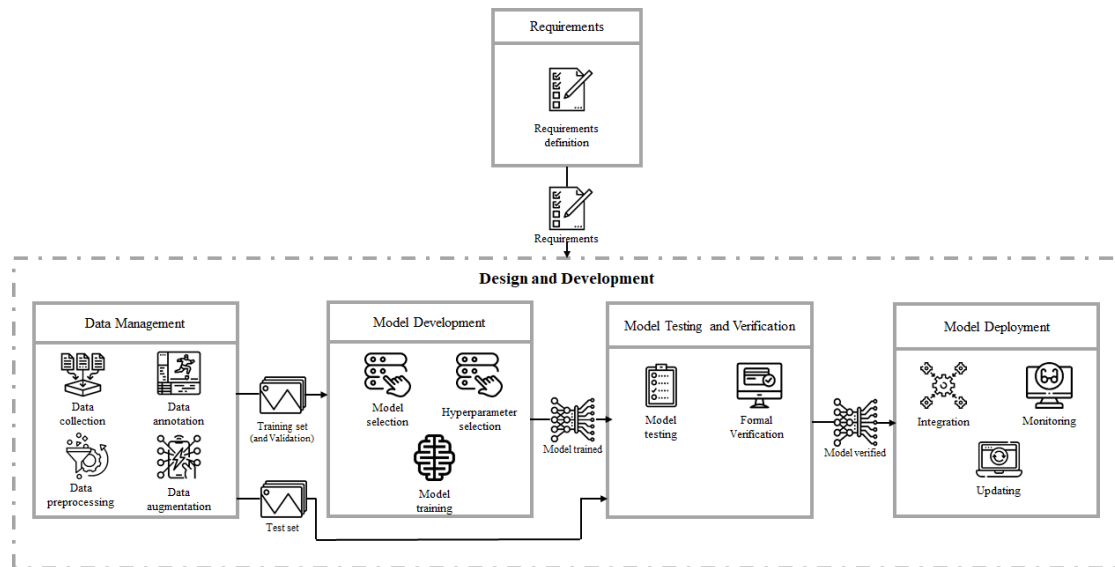 Requirements
Requirements
definition
Requirements
Design and Development
Data Management
Data
collection
Data
annotation
Data
preprocessing
Data
augmentation
Training set
(and Validation)
Test set
Model Development
Model
selection
Hyperparameter
selection
Model
training
Model trained
Model Testing and Verification
Model
testing
Formal
Verification
Model verified
Model Deployment
Integration
Monitoring
Updating